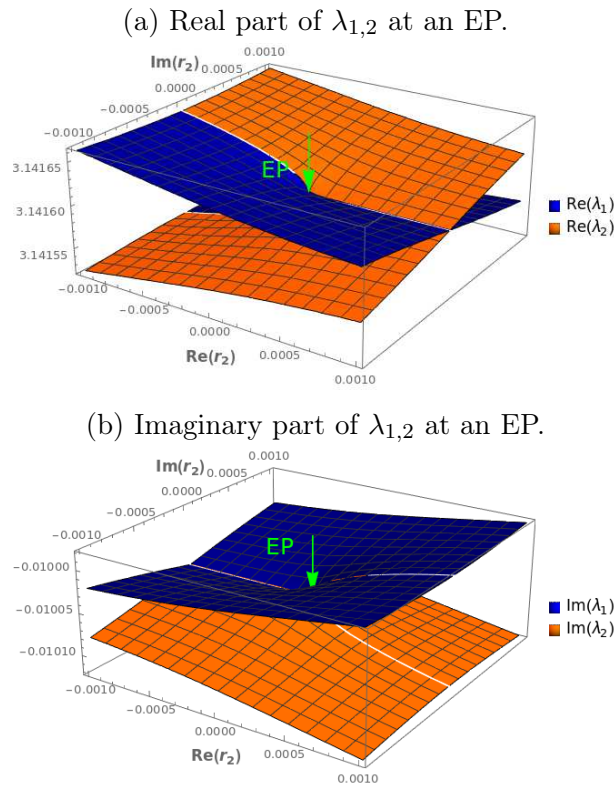 (a) Real part of λ1,2 at an EP.
0.0010
Im(r2) 0.0005
0.0000
−0.0005
−0.0010
3.14165
EP
3.14160
Re(λ1)
Re(λ2)
3.14155
−0.0010
−0.0005
0.0000
0.0005
Re(r2)
0.0010
(b) Imaginary part of λ1,2 at an EP.
0.0010
Im(r2) 0.0005
0.0000
−0.0005
−0.0010
EP
−0.01000
−0.01005
Im(λ1)
Im(λ2)
−0.01010
−0.0010
−0.0005
0.0000
0.0005
Re(r2)
0.0010